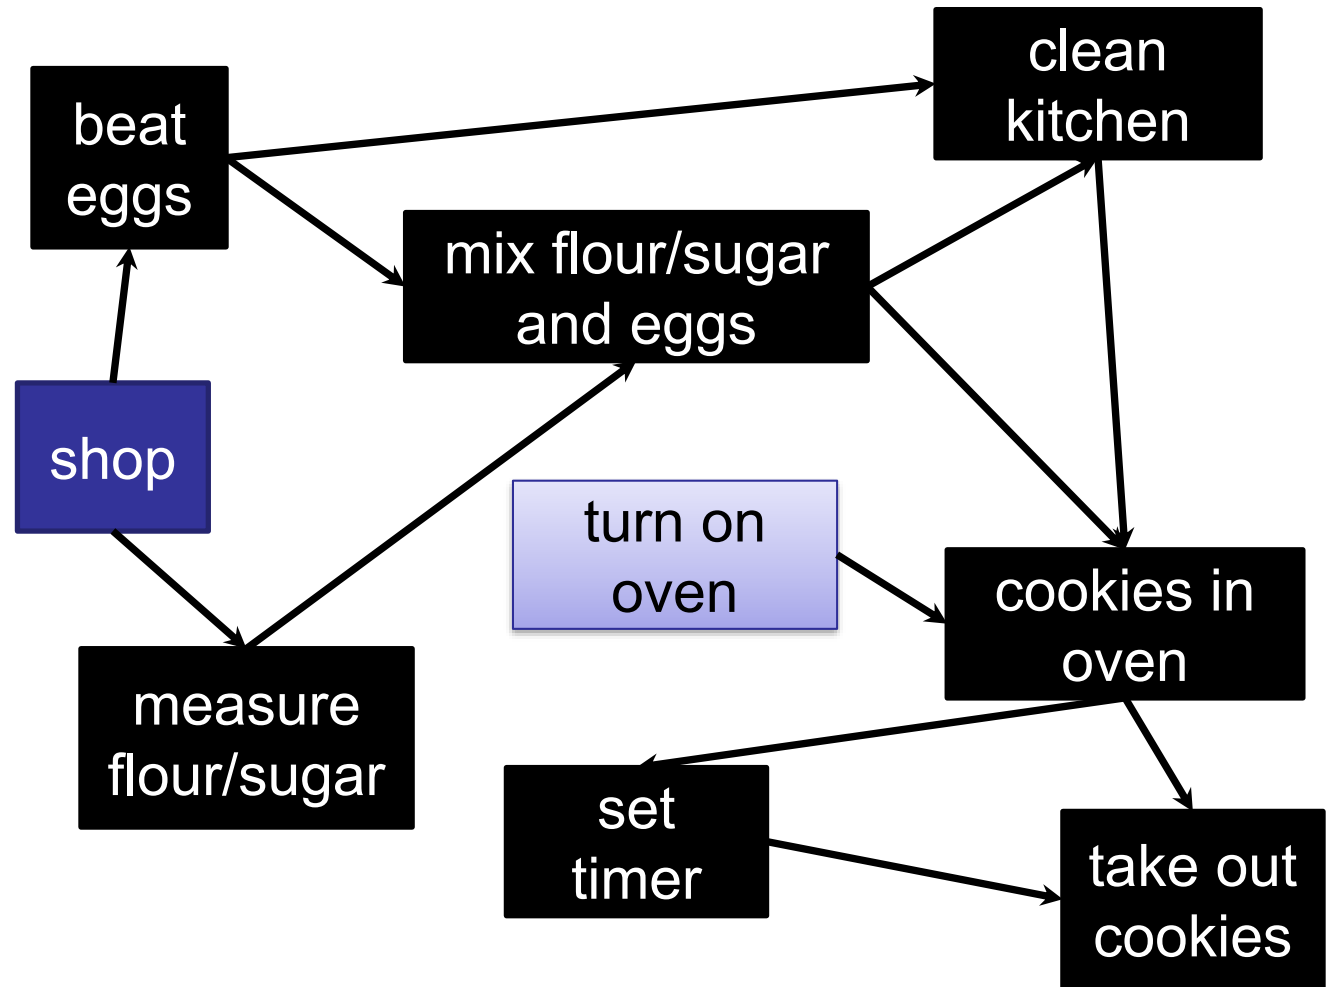 beat
eggs
clean
kitchen
mix flour/sugar
and eggs
shop
turn on
oven
cookies in
oven
measure
flour/sugar
set
timer
take out
cookies